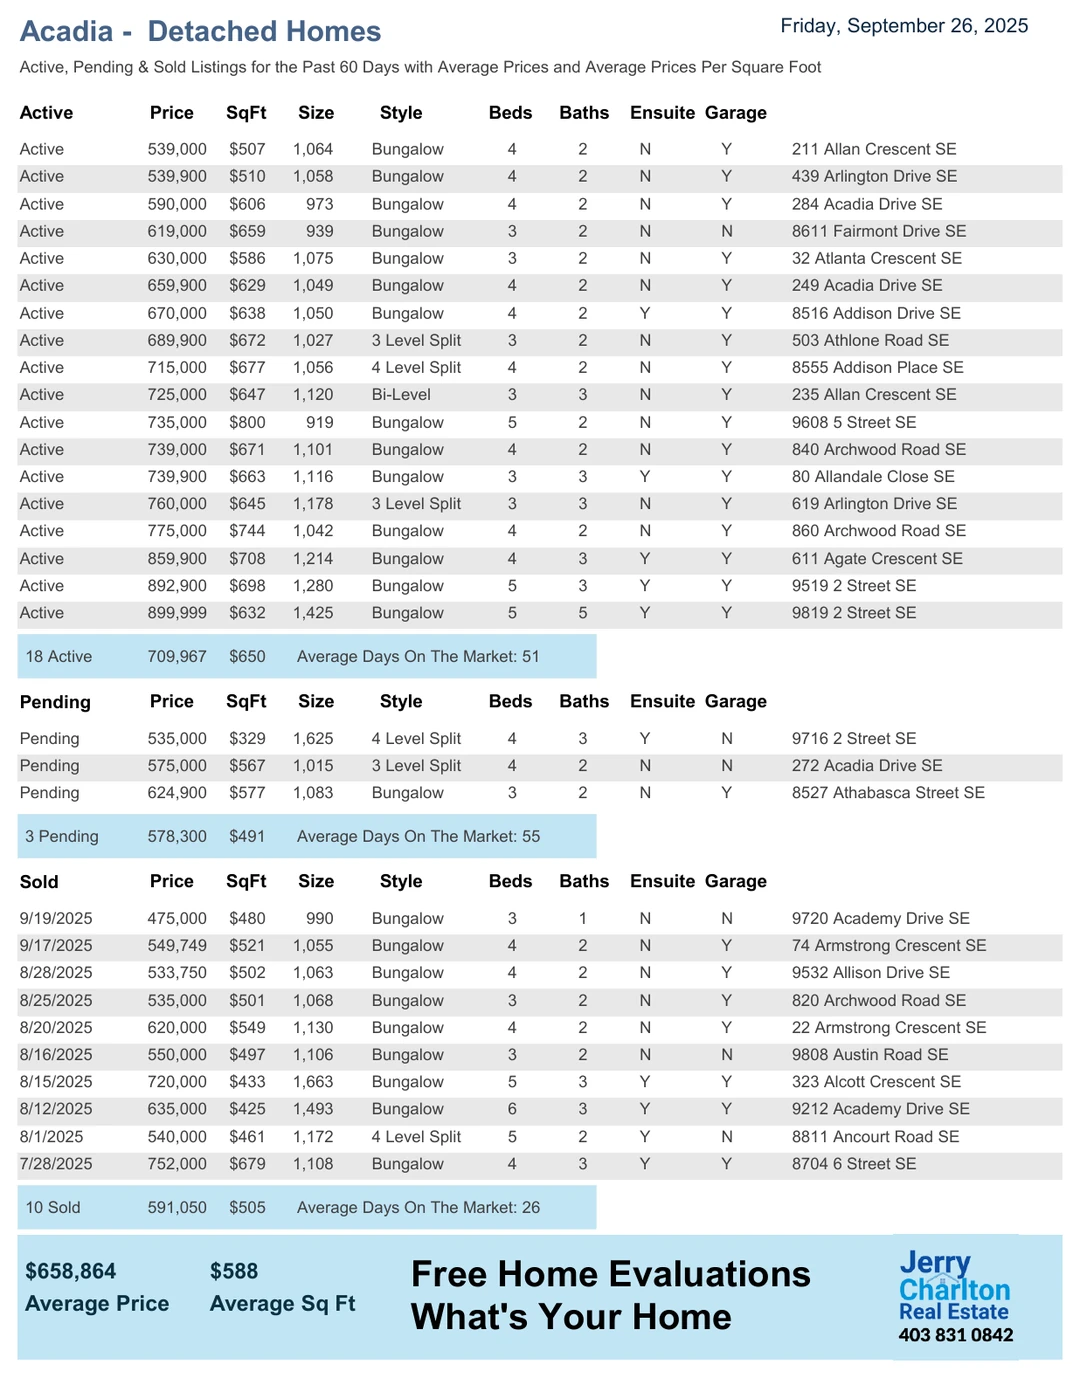 Acadia - Detached Homes
Friday, September 26, 2025
Active, Pending & Sold Listings for the Past 60 Days with Average Prices and Average Prices Per Square Foot
Active Price SqFt Size Style Beds Baths Ensuite Garage
Active 539,000 $507 1,064 Bungalow 4 2 N Y 211 Allan Crescent SE
Active 539,900 $510 1,058 Bungalow 4 2 N Y 439 Arlington Drive SE
Active 590,000 $606 973 Bungalow 4 2 N Y 284 Acadia Drive SE
Active 619,000 $659 939 Bungalow 3 2 N N 8611 Fairmont Drive SE
Active 630,000 $586 1,075 Bungalow 3 2 N Y 32 Atlanta Crescent SE
Active 659,900 $629 1,049 Bungalow 4 2 N Y 249 Acadia Drive SE
Active 670,000 $638 1,050 Bungalow 4 2 Y Y 8516 Addison Drive SE
Active 689,900 $672 1,027 3 Level Split 3 2 N Y 503 Athlone Road SE
Active 715,000 $677 1,056 4 Level Split 4 2 N Y 8555 Addison Place SE
Active 725,000 $647 1,120 Bi-Level 3 3 N Y 235 Allan Crescent SE
Active 735,000 $800 919 Bungalow 5 2 N Y 9608 5 Street SE
Active 739,000 $671 1,101 Bungalow 4 2 N Y 840 Archwood Road SE
Active 739,900 $663 1,116 Bungalow 3 3 Y Y 80 Allandale Close SE
Active 760,000 $645 1,178 3 Level Split 3 3 N Y 619 Arlington Drive SE
Active 775,000 $744 1,042 Bungalow 4 2 N Y 860 Archwood Road SE
Active 859,900 $708 1,214 Bungalow 4 3 Y Y 611 Agate Crescent SE
Active 892,900 $698 1,280 Bungalow 5 3 Y Y 9519 2 Street SE
Active 899,999 $632 1,425 Bungalow 5 5 Y Y 9819 2 Street SE
18 Active 709,967 $650 Average Days On The Market: 51
Pending Price SqFt Size Style Beds Baths Ensuite Garage
Pending 535,000 $329 1,625 4 Level Split 4 3 Y N 9716 2 Street SE
Pending 575,000 $567 1,015 3 Level Split 4 2 N N 272 Acadia Drive SE
Pending 624,900 $577 1,083 Bungalow 3 2 N Y 8527 Athabasca Street SE
3 Pending 578,300 $491 Average Days On The Market: 55
Sold Price SqFt Size Style Beds Baths Ensuite Garage
9/19/2025 475,000 $480 990 Bungalow 3 1 N N 9720 Academy Drive SE
9/17/2025 549,749 $521 1,055 Bungalow 4 2 N Y 74 Armstrong Crescent SE
8/28/2025 533,750 $502 1,063 Bungalow 4 2 N Y 9532 Allison Drive SE
8/25/2025 535,000 $501 1,068 Bungalow 3 2 N Y 820 Archwood Road SE
8/20/2025 620,000 $549 1,130 Bungalow 4 2 N Y 22 Armstrong Crescent SE
8/16/2025 550,000 $497 1,106 Bungalow 3 2 N N 9808 Austin Road SE
8/15/2025 720,000 $433 1,663 Bungalow 5 3 Y Y 323 Alcott Crescent SE
8/12/2025 635,000 $425 1,493 Bungalow 6 3 Y Y 9212 Academy Drive SE
8/1/2025 540,000 $461 1,172 4 Level Split 5 2 Y N 8811 Ancourt Road SE
7/28/2025 752,000 $679 1,108 Bungalow 4 3 Y Y 8704 6 Street SE
10 Sold 591,050 $505 Average Days On The Market: 26
$658,864 $588
Average Price Average Sq Ft
Free Home Evaluations
What's Your Home
Jerry
Charlton
Real Estate
403 831 0842